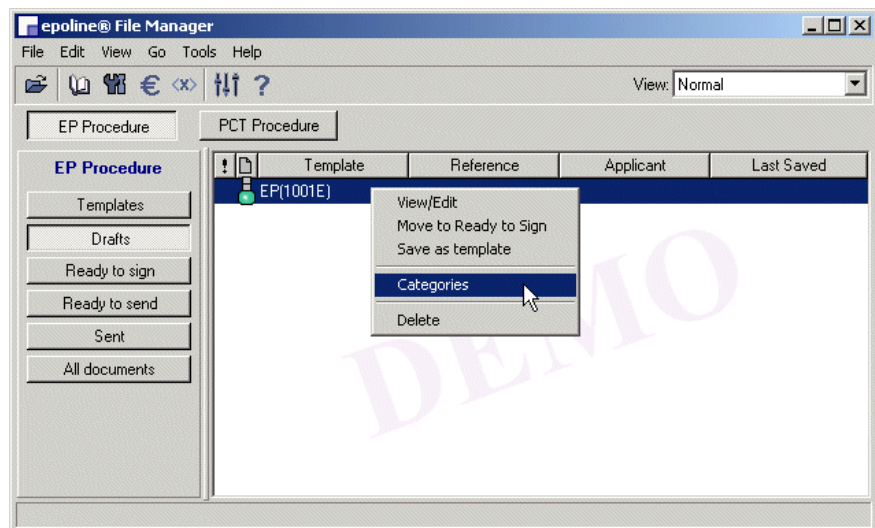 epoline® File Manager
File Edit View Go Tools Help
€ <x> ? View: Normal
EP Procedure PCT Procedure
EP Procedure
Templates
Drafts
Ready to sign
Ready to send
Sent
All documents
! Template Reference Applicant Last Saved
EP(1001E)
View/Edit
Move to Ready to Sign
Save as template
Categories
Delete
DEMO